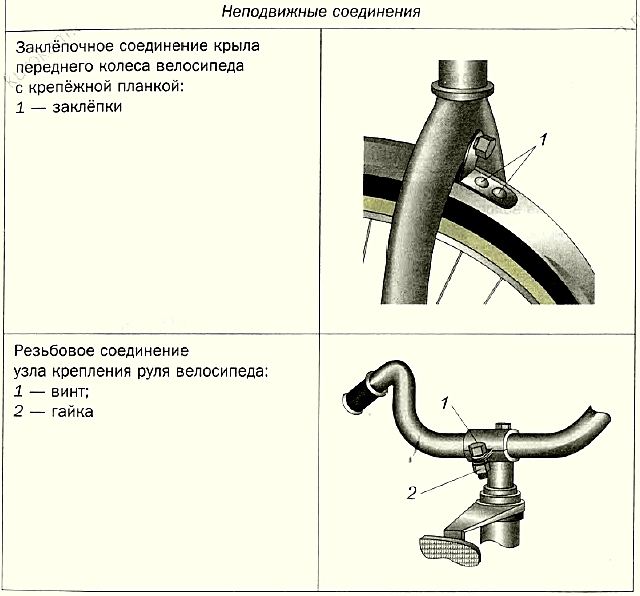 Неподвижные соединения
Заклёпочное соединение крыла
переднего колеса велосипеда
с крепёжной планкой:
1 — заклёпки
1
Резьбовое соединение
узла крепления руля велосипеда:
1 — винт;
2 — гайка
1
2